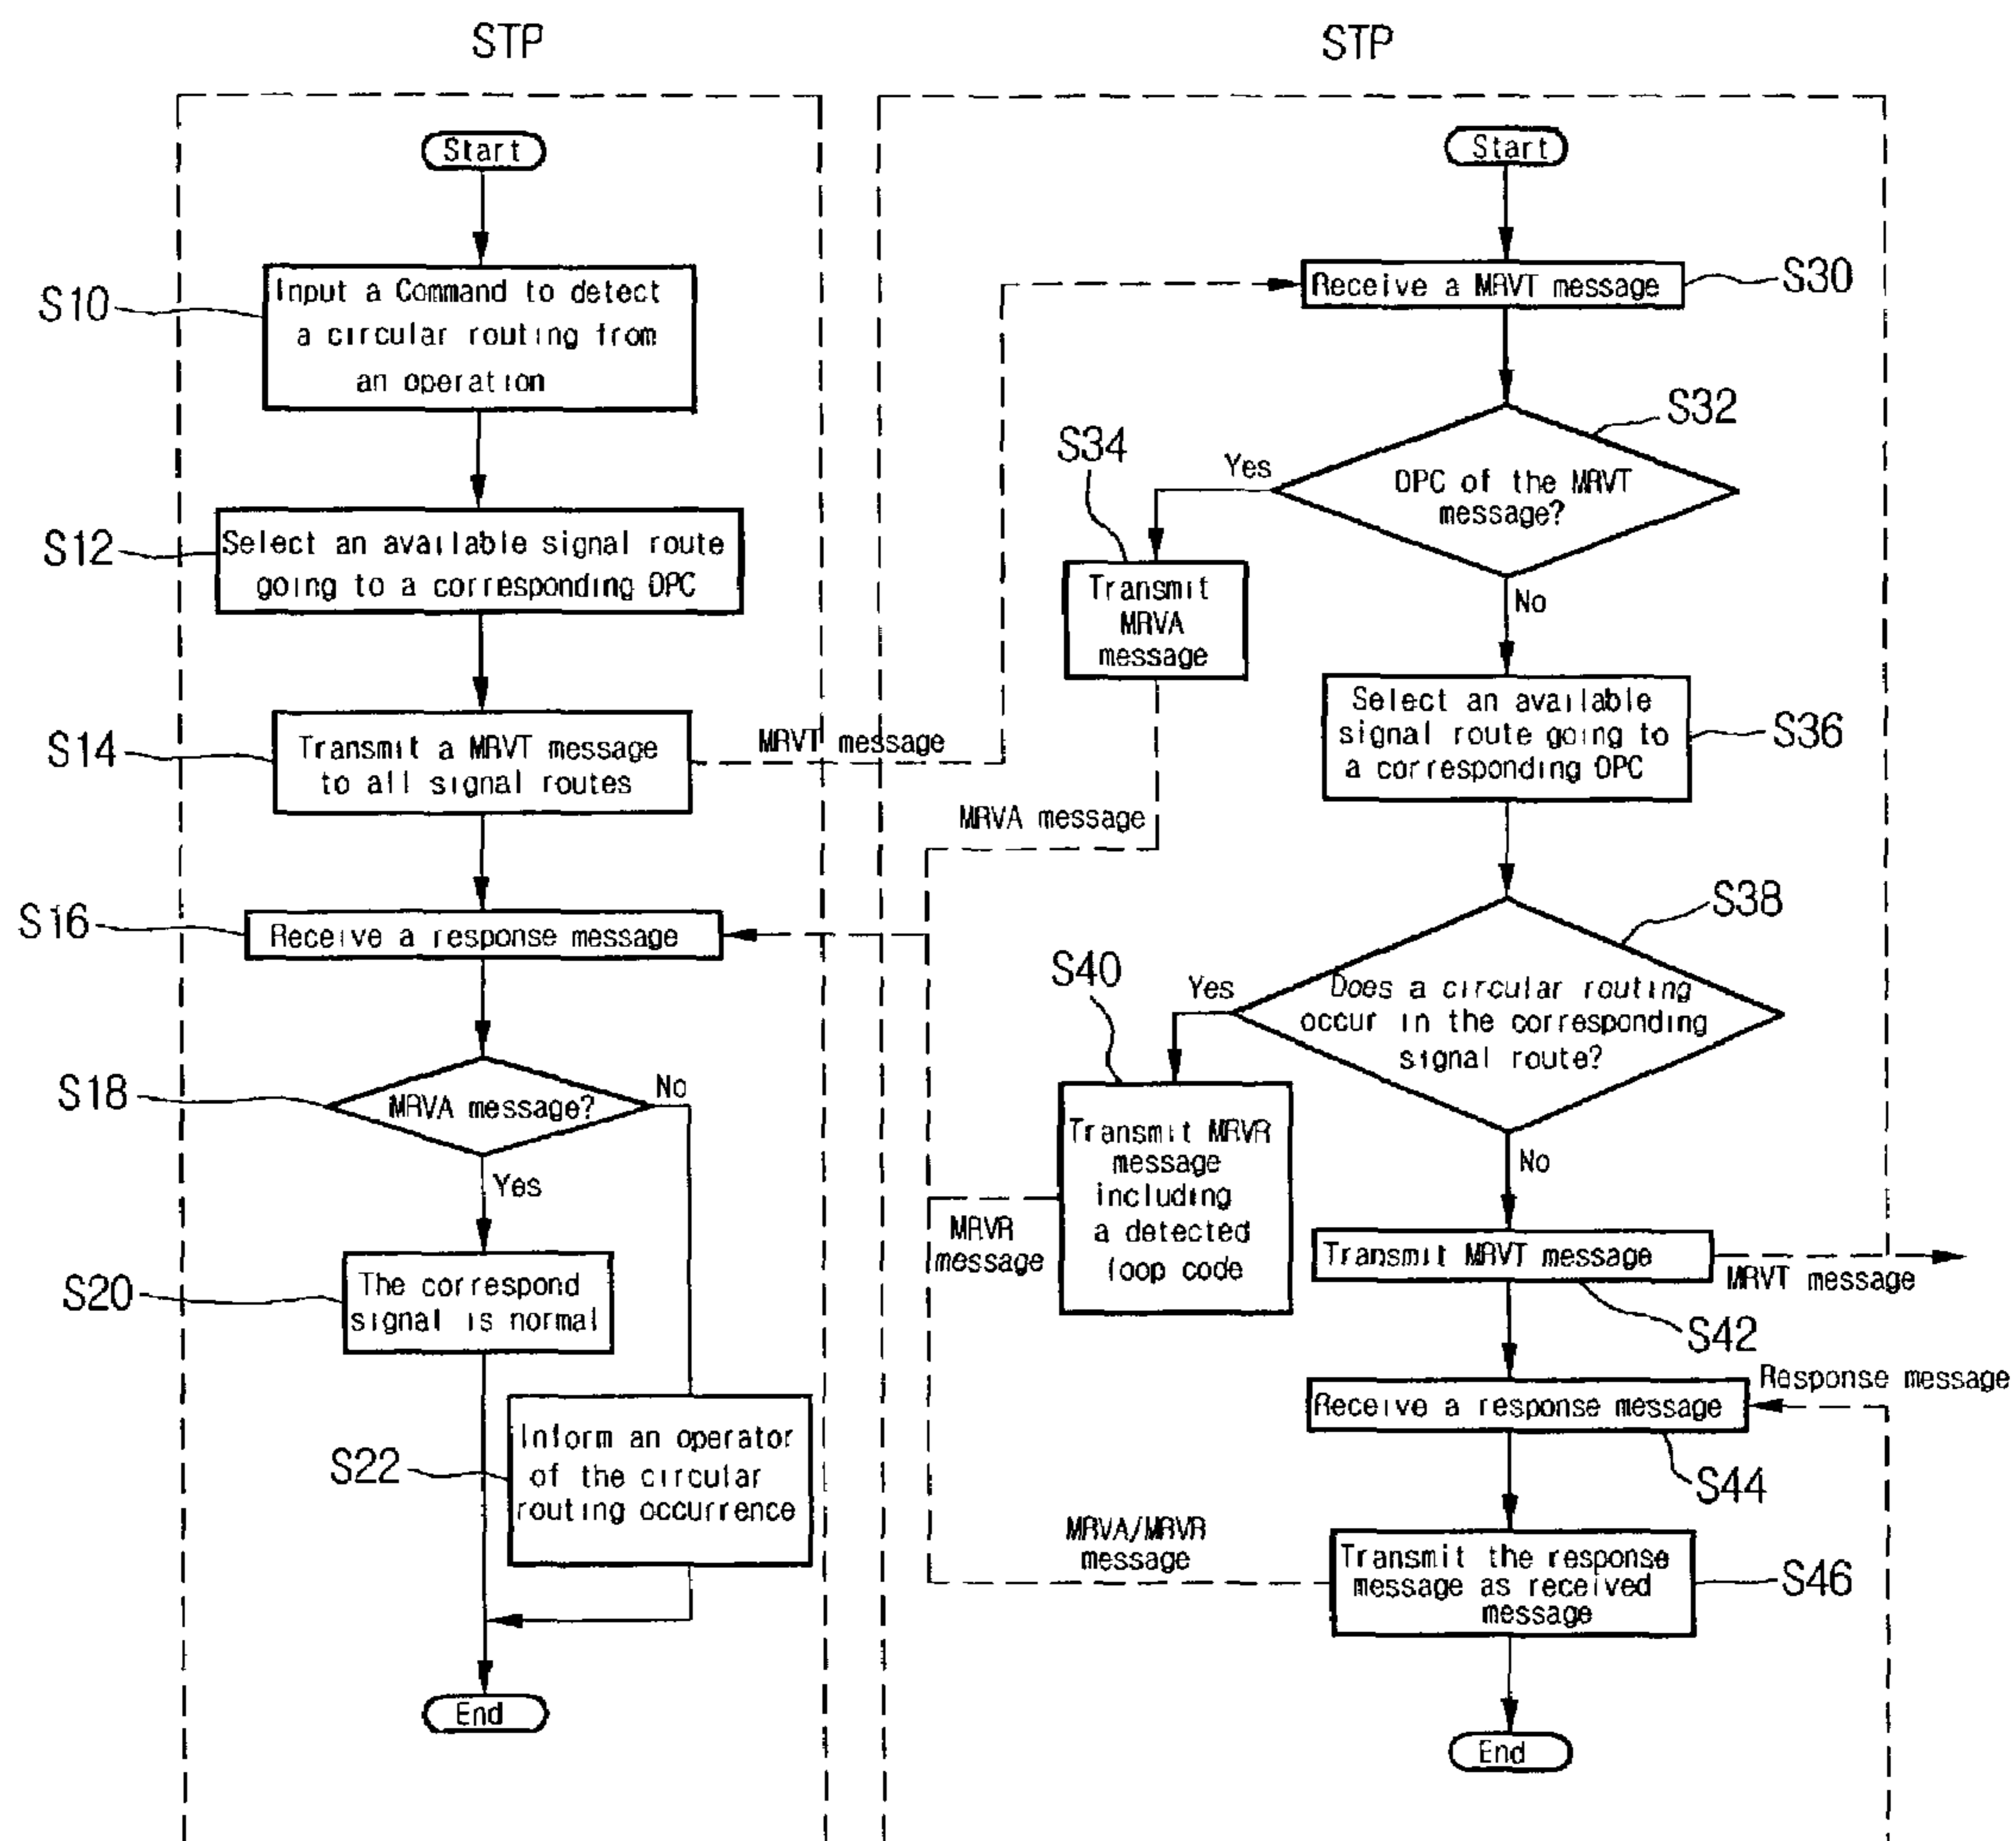 STP
Start
S10
Input a Command to detect
a circular routing from
an operation
S12
Select an available signal route
going to a corresponding DPC
S14
Transmit a MRVT message
to all signal routes
MRVT message
S16
Receive a response message
S18
MRVA message?
No
Yes
S20
The correspond
signal is normal
S22
Inform an operator
of the circular
routing occurrence
End
STP
Start
Receive a MRVT message
S30
S32
DPC of the MRVT
message?
Yes
No
S34
Transmit
MRVA
message
MRVA message
Select an available
signal route going to
a corresponding DPC
S36
S38
Does a circular routing
occur in the corresponding
signal route?
Yes
No
S40
Transmit MRVR
message
including
a detected
loop code
MRVR
message
Transmit MRVT message
MRVT message
S42
Response message
Receive a response message
S44
MRVA/MRVR
message
Transmit the response
message as received
message
S46
End